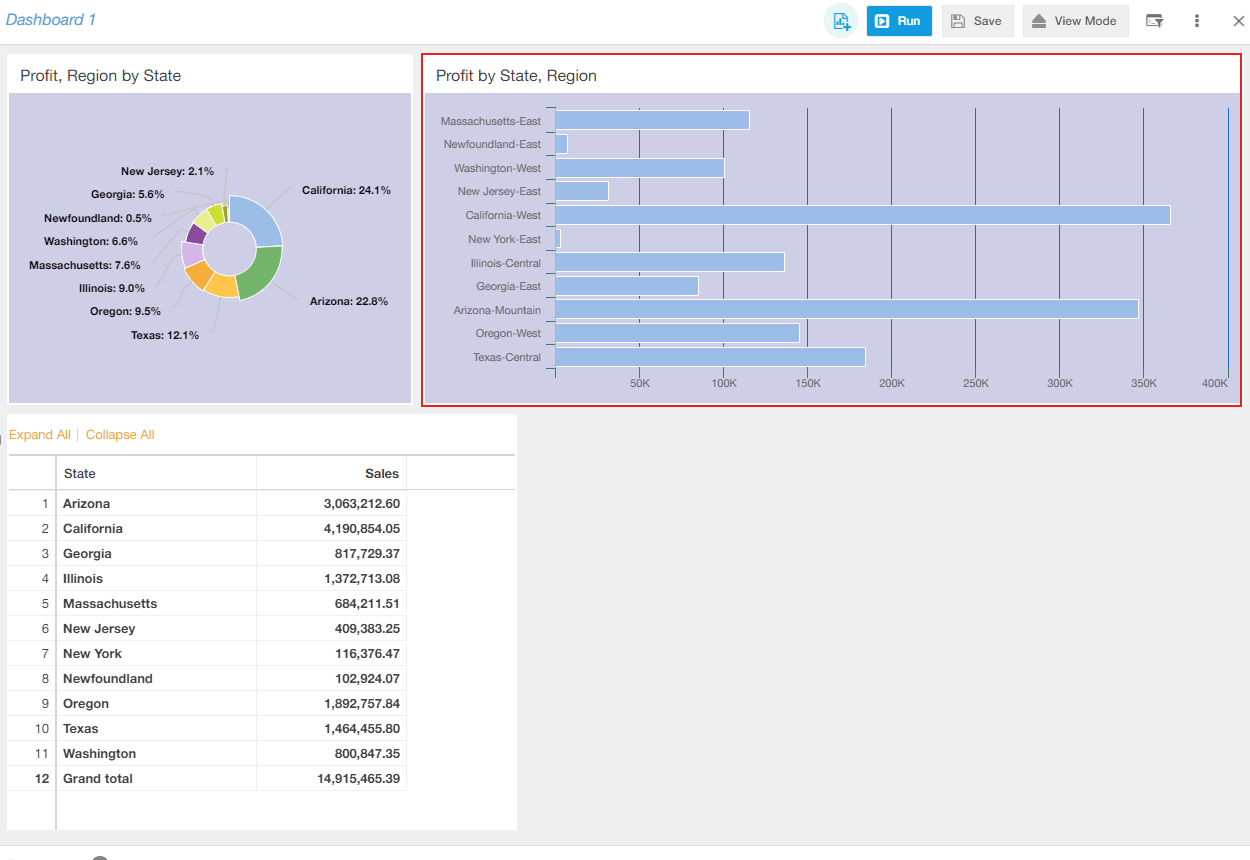 Dashboard 1
Run
Save
View Mode
Profit, Region by State
New Jersey: 2.1%
Georgia: 5.6%
Newfoundland: 0.5%
Washington: 6.6%
Massachusetts: 7.6%
Illinois: 9.0%
Oregon: 9.5%
Texas: 12.1%
California: 24.1%
Arizona: 22.8%
Profit by State, Region
Massachusetts-East
Newfoundland-East
Washington-West
New Jersey-East
California-West
New York-East
Illinois-Central
Georgia-East
Arizona-Mountain
Oregon-West
Texas-Central
50K 100K 150K 200K 250K 300K 350K 400K
Expand All | Collapse All
State Sales
1 Arizona 3,063,212.60
2 California 4,190,854.05
3 Georgia 817,729.37
4 Illinois 1,372,713.08
5 Massachusetts 684,211.51
6 New Jersey 409,383.25
7 New York 116,376.47
8 Newfoundland 102,924.07
9 Oregon 1,892,757.84
10 Texas 1,464,455.80
11 Washington 800,847.35
12 Grand total 14,915,465.39